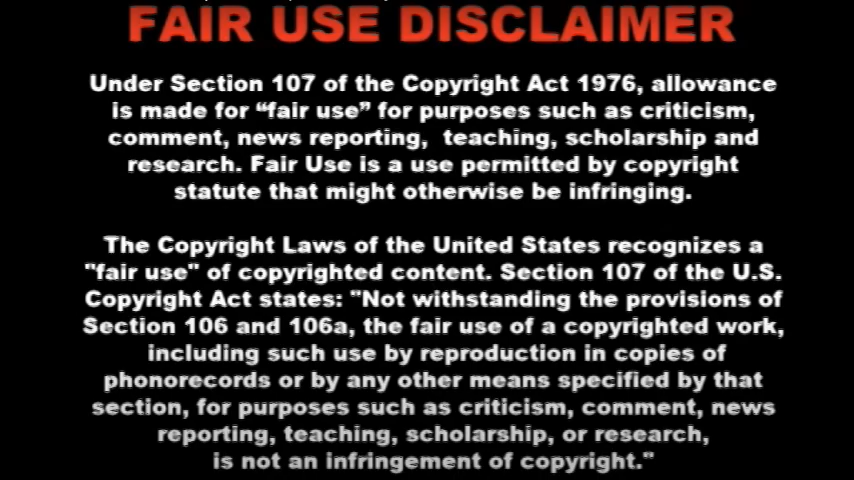 FAIR USE DISCLAIMER
Under Section 107 of the Copyright Act 1976, allowance
is made for “fair use” for purposes such as criticism,
comment, news reporting, teaching, scholarship and
research. Fair Use is a use permitted by copyright
statute that might otherwise be infringing.
The Copyright Laws of the United States recognizes a
"fair use" of copyrighted content. Section 107 of the U.S.
Copyright Act states: "Not withstanding the provisions of
Section 106 and 106a, the fair use of a copyrighted work,
including such use by reproduction in copies of
phonorecords or by any other means specified by that
section, for purposes such as criticism, comment, news
reporting, teaching, scholarship, or research,
is not an infringement of copyright."